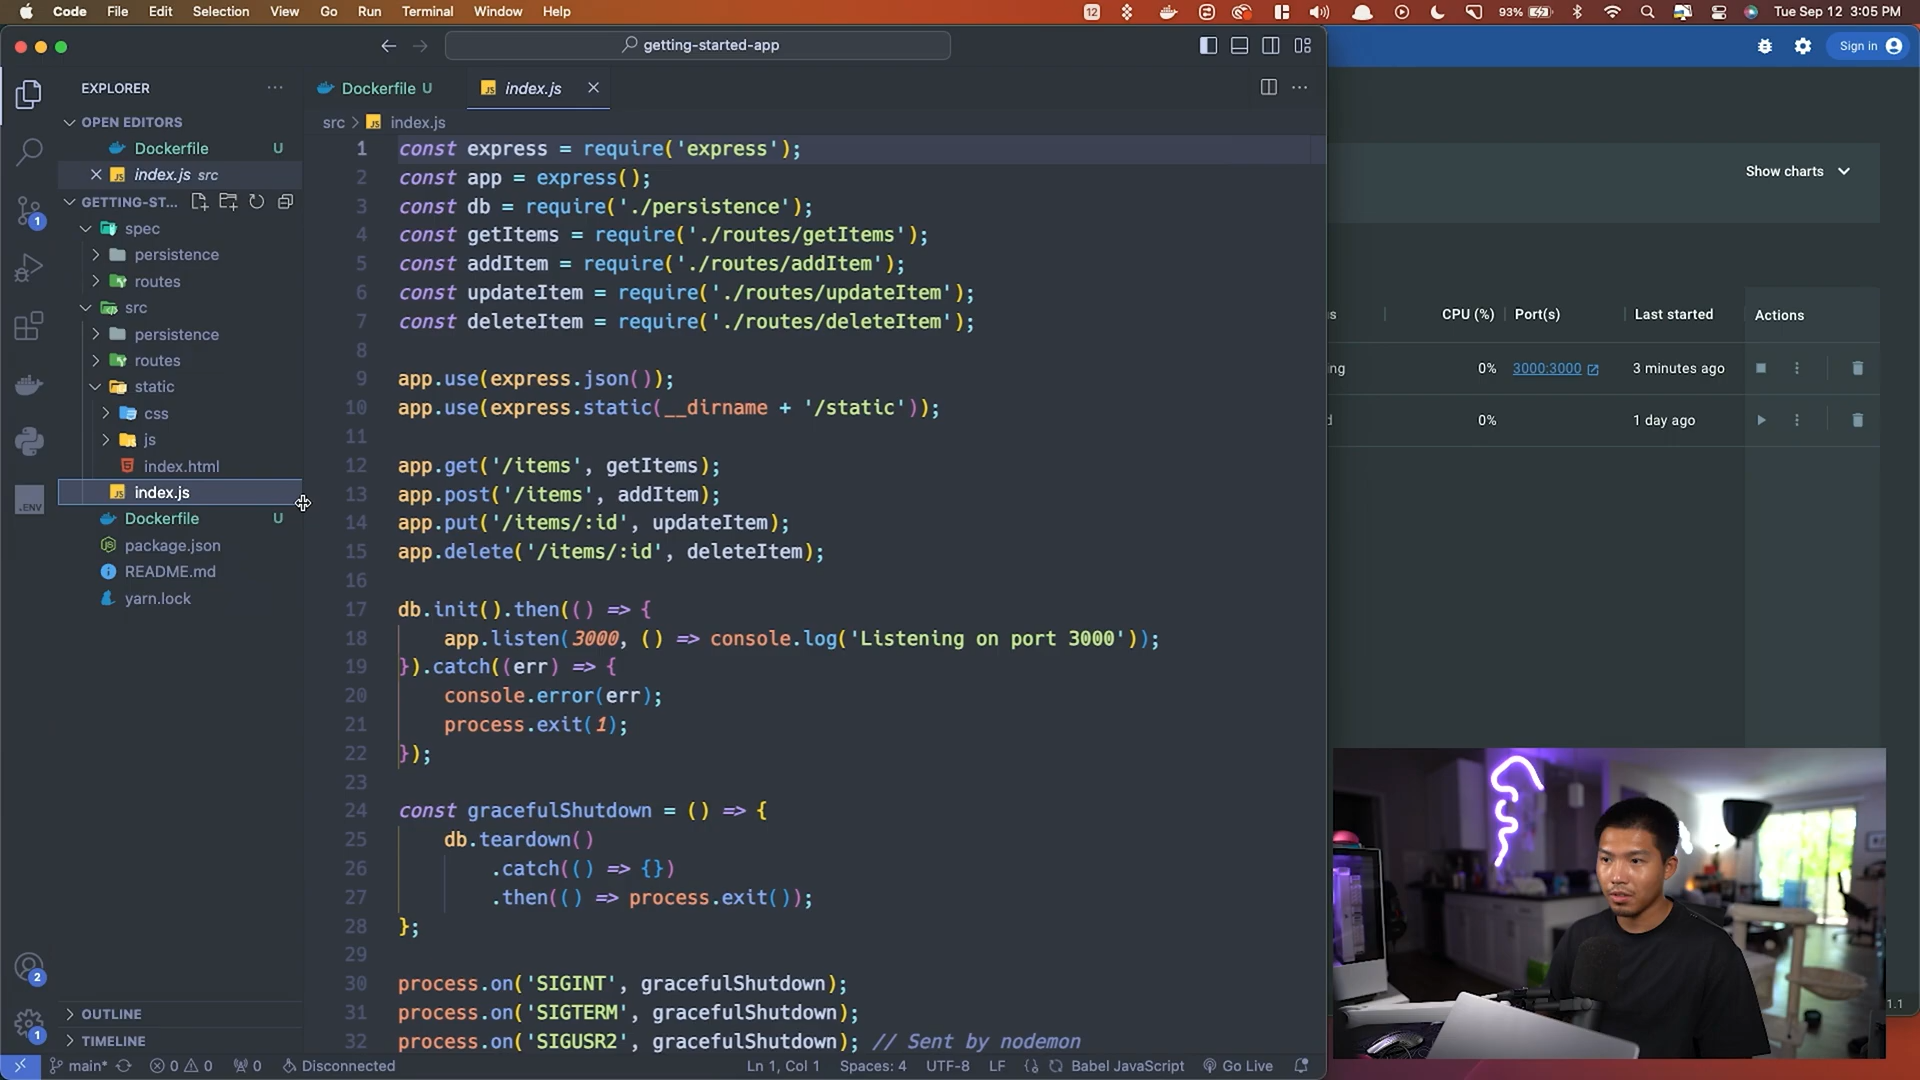 Code File Edit Selection View Go Run Terminal Window Help
12 93% Tue Sep 12 3:05 PM
getting-started-app
Sign in
EXPLORER
OPEN EDITORS
Dockerfile U
index.js src
GETTING-ST...
spec
persistence
routes
src
persistence
routes
static
css
js
index.html
index.js
Dockerfile U
package.json
README.md
yarn.lock
OUTLINE
TIMELINE
.ENV
1
2
1
Dockerfile U
index.js
src > index.js
1 const express = require('express');
2 const app = express();
3 const db = require('./persistence');
4 const getItems = require('./routes/getItems');
5 const addItem = require('./routes/addItem');
6 const updateItem = require('./routes/updateItem');
7 const deleteItem = require('./routes/deleteItem');
8
9 app.use(express.json());
10 app.use(express.static(__dirname + '/static'));
11
12 app.get('/items', getItems);
13 app.post('/items', addItem);
14 app.put('/items/:id', updateItem);
15 app.delete('/items/:id', deleteItem);
16
17 db.init().then(() => {
18 app.listen(3000, () => console.log('Listening on port 3000'));
19 }).catch((err) => {
20 console.error(err);
21 process.exit(1);
22 });
23
24 const gracefulShutdown = () => {
25 db.teardown()
26 .catch(() => {})
27 .then(() => process.exit());
28 };
29
30 process.on('SIGINT', gracefulShutdown);
31 process.on('SIGTERM', gracefulShutdown);
32 process.on('SIGUSR2', gracefulShutdown); // Sent by nodemon
Show charts
us CPU (%) Port(s) Last started Actions
ing 0% 3000:3000 3 minutes ago
d 0% 1 day ago
1.1
main* 0 0 0 Disconnected Ln 1, Col 1 Spaces: 4 UTF-8 LF {} Babel JavaScript Go Live